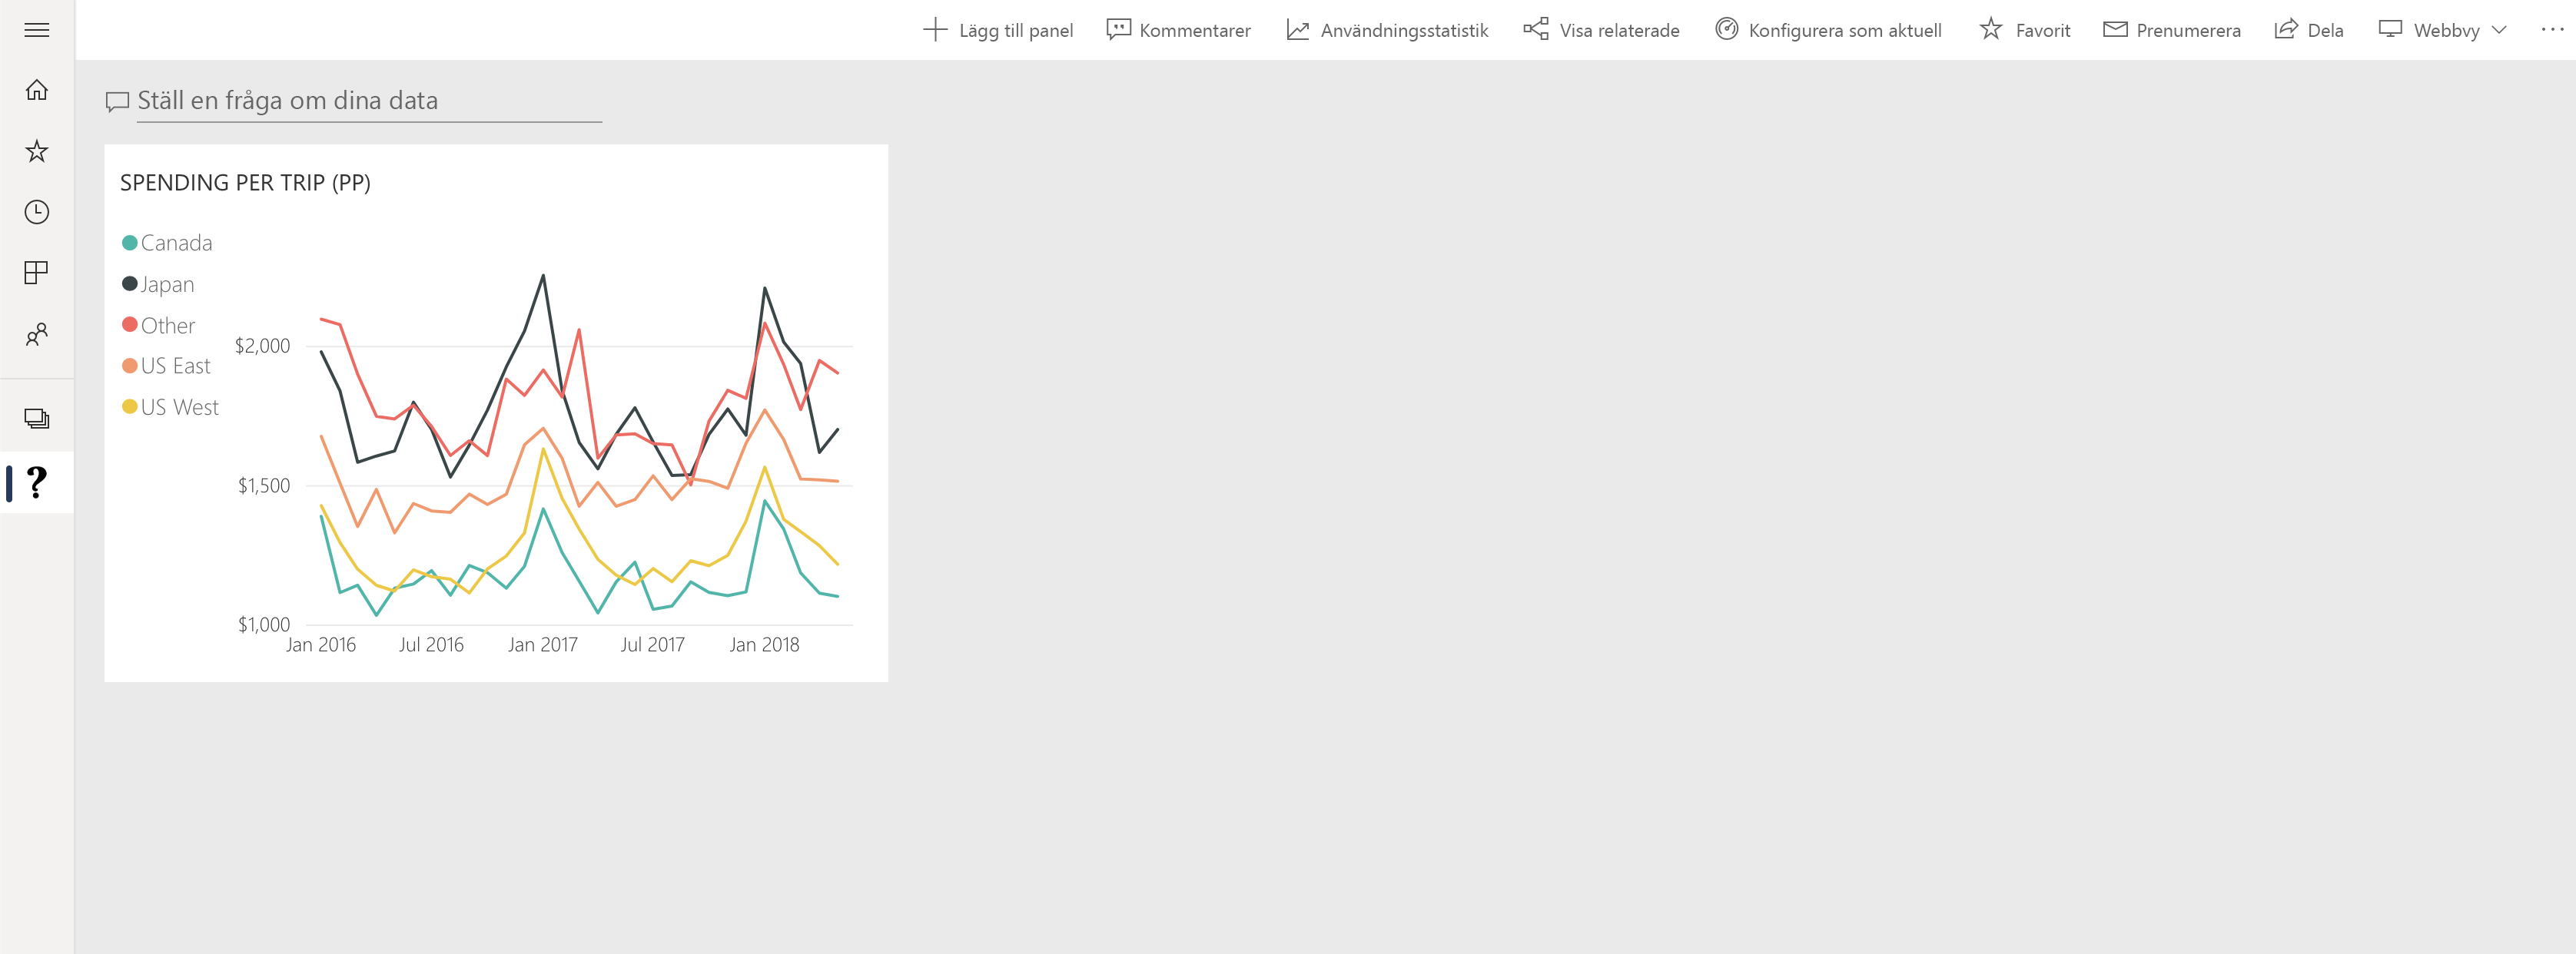 Lägg till panel
Kommentarer
Användningsstatistik
Visa relaterade
Konfigurera som aktuell
Favorit
Prenumerera
Dela
Webbvy
Ställ en fråga om dina data
SPENDING PER TRIP (PP)
Canada
Japan
Other
US East
US West
$2,000
$1,500
$1,000
Jan 2016
Jul 2016
Jan 2017
Jul 2017
Jan 2018
?